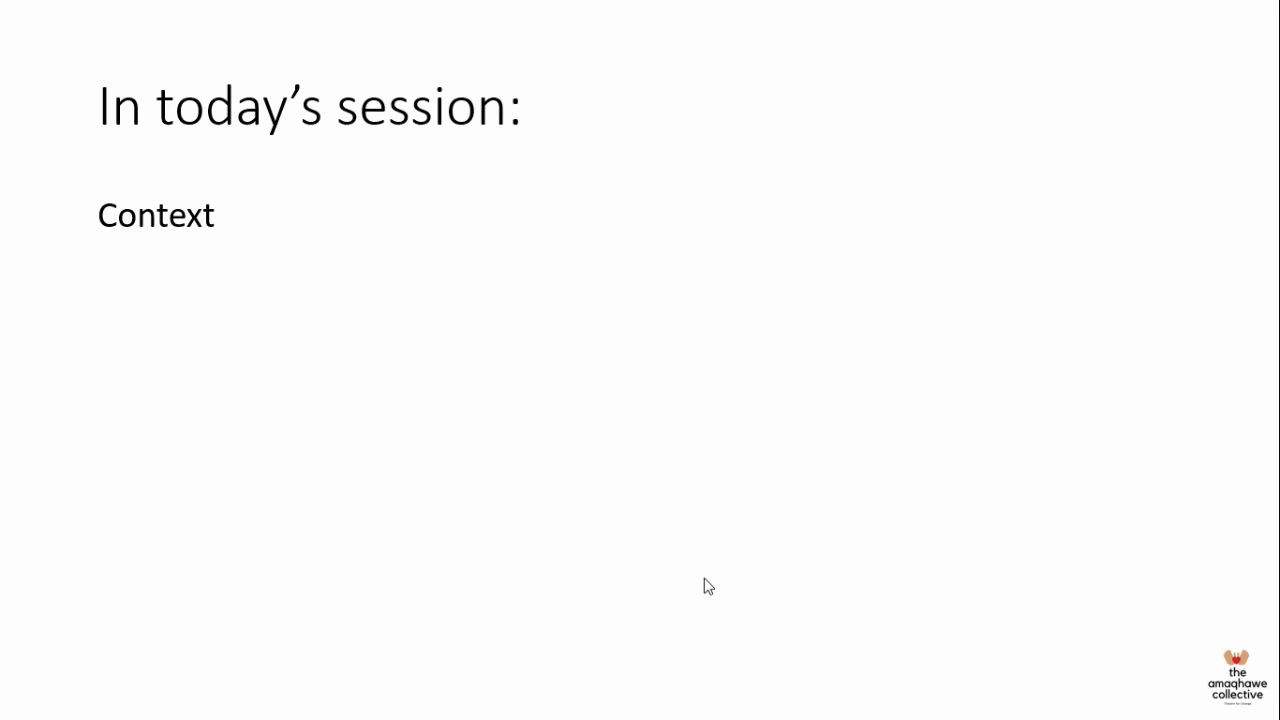 In today’s session:
Context
the
amaqhawe
collective